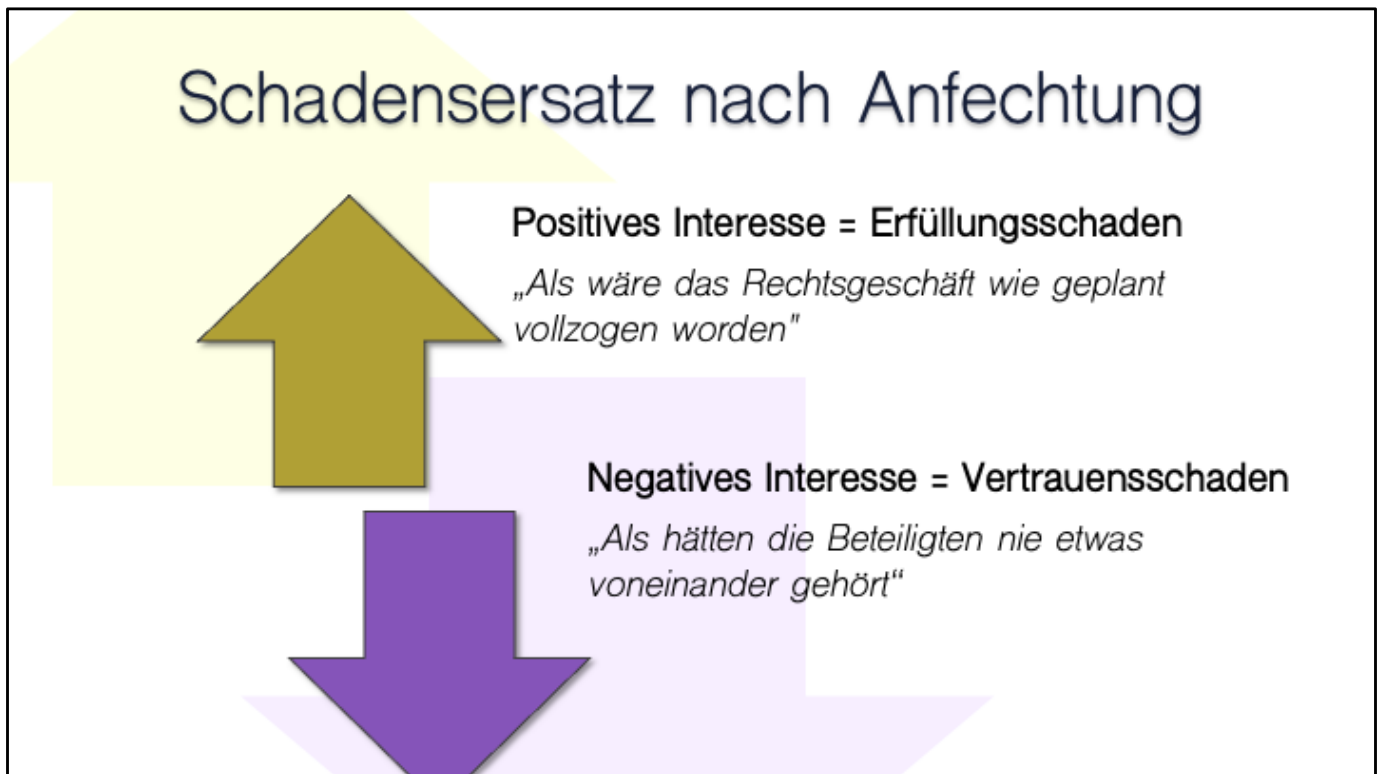 Schadensersatz nach Anfechtung
Positives Interesse = Erfüllungsschaden
„Als wäre das Rechtsgeschäft wie geplant
vollzogen worden"
Negatives Interesse = Vertrauensschaden
„Als hätten die Beteiligten nie etwas
voneinander gehört“